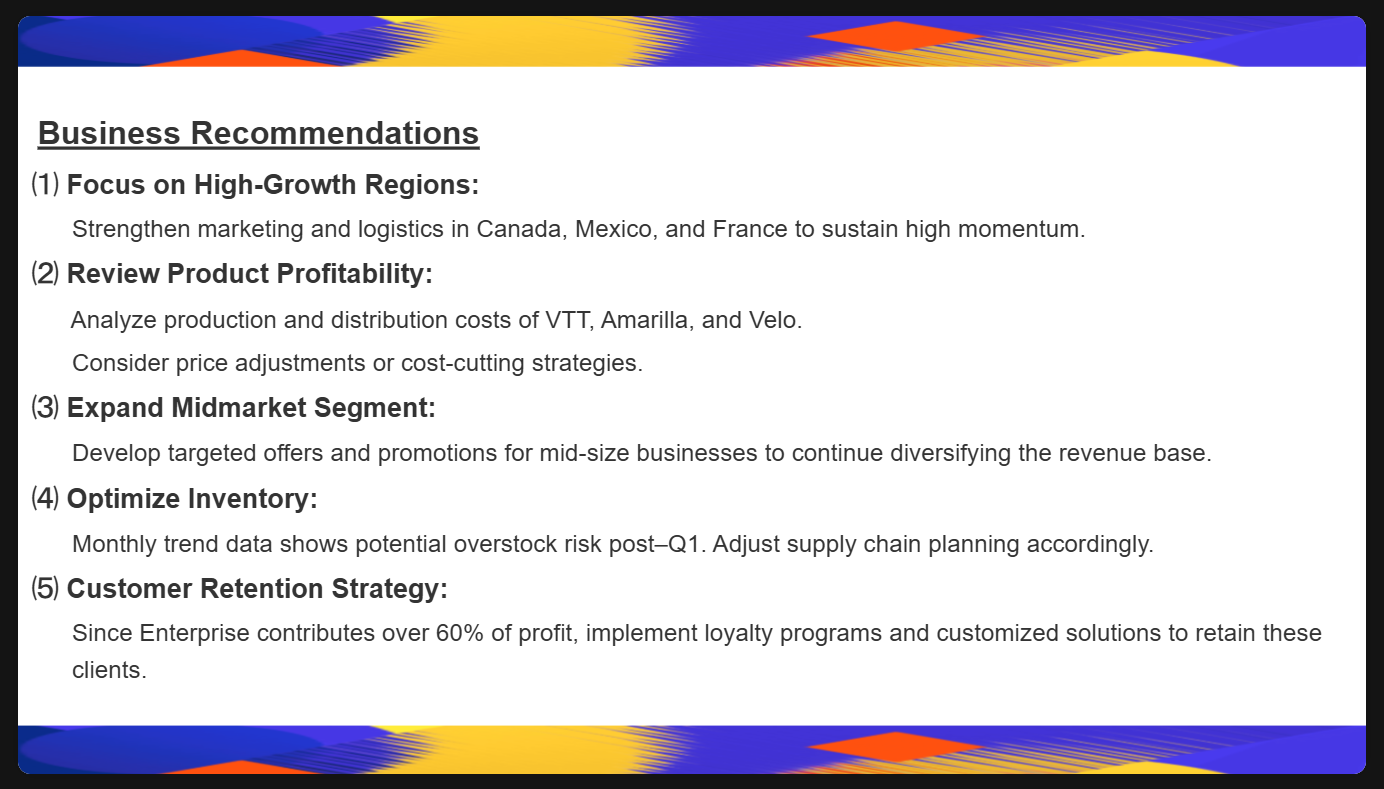 Business Recommendations
⑴ Focus on High-Growth Regions:
Strengthen marketing and logistics in Canada, Mexico, and France to sustain high momentum.
⑵ Review Product Profitability:
Analyze production and distribution costs of VTT, Amarilla, and Velo.
Consider price adjustments or cost-cutting strategies.
⑶ Expand Midmarket Segment:
Develop targeted offers and promotions for mid-size businesses to continue diversifying the revenue base.
⑷ Optimize Inventory:
Monthly trend data shows potential overstock risk post–Q1. Adjust supply chain planning accordingly.
⑸ Customer Retention Strategy:
Since Enterprise contributes over 60% of profit, implement loyalty programs and customized solutions to retain these
clients.